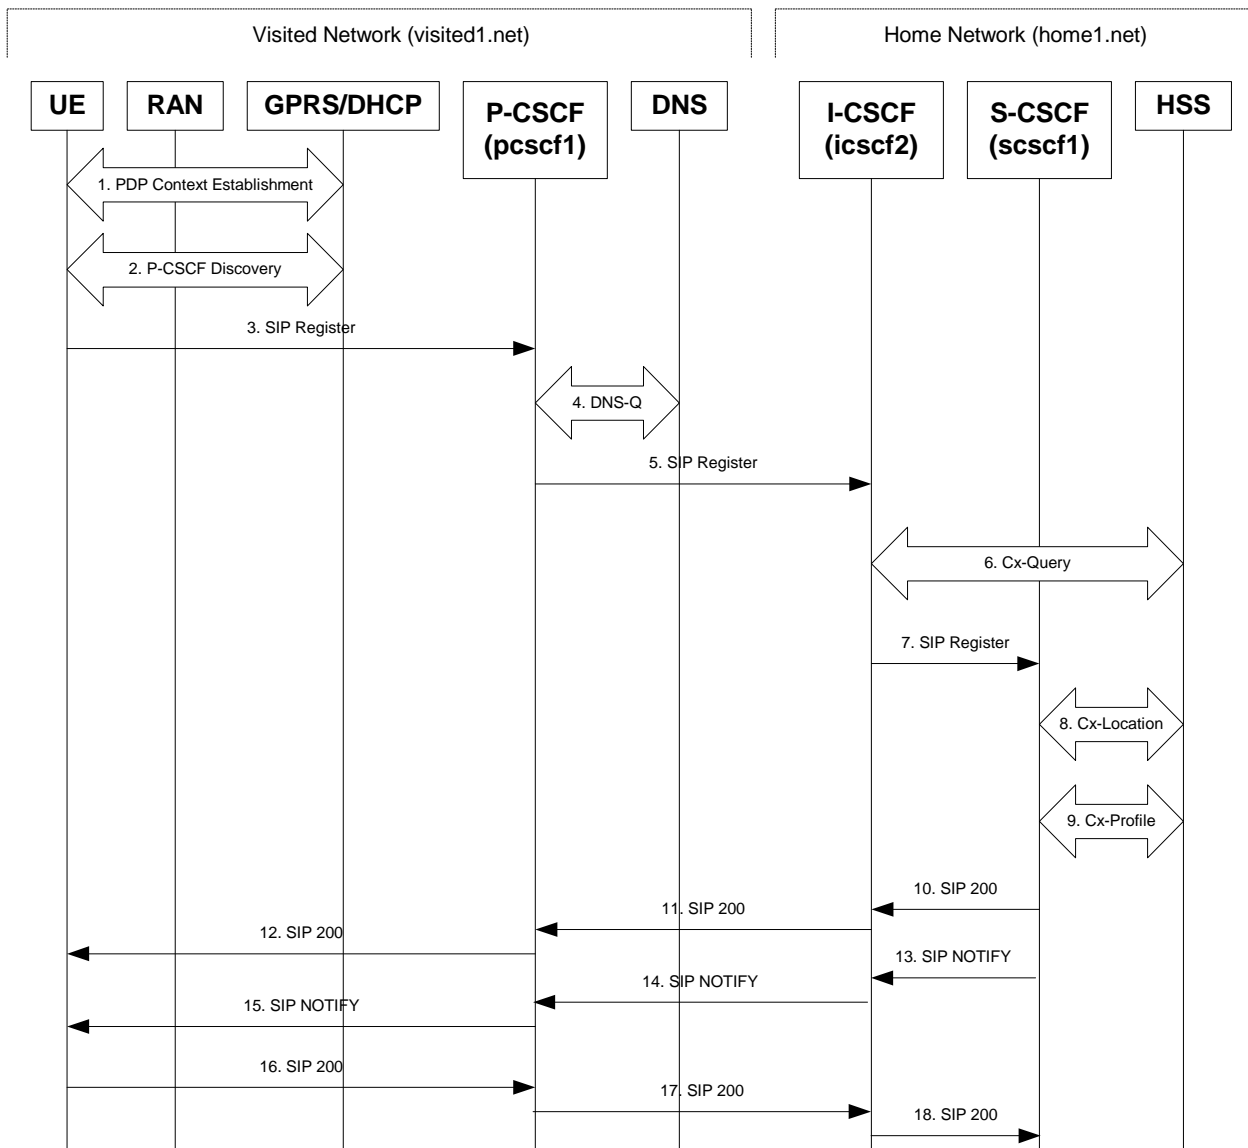 Visited Network (visited1.net)
Home Network (home1.net)
UE
RAN
GPRS/DHCP
P-CSCF
(pcscf1)
DNS
I-CSCF
(icscf2)
S-CSCF
(scscf1)
HSS
1. PDP Context Establishment
2. P-CSCF Discovery
3. SIP Register
4. DNS-Q
5. SIP Register
6. Cx-Query
7. SIP Register
8. Cx-Location
9. Cx-Profile
10. SIP 200
11. SIP 200
12. SIP 200
13. SIP NOTIFY
14. SIP NOTIFY
15. SIP NOTIFY
16. SIP 200
17. SIP 200
18. SIP 200